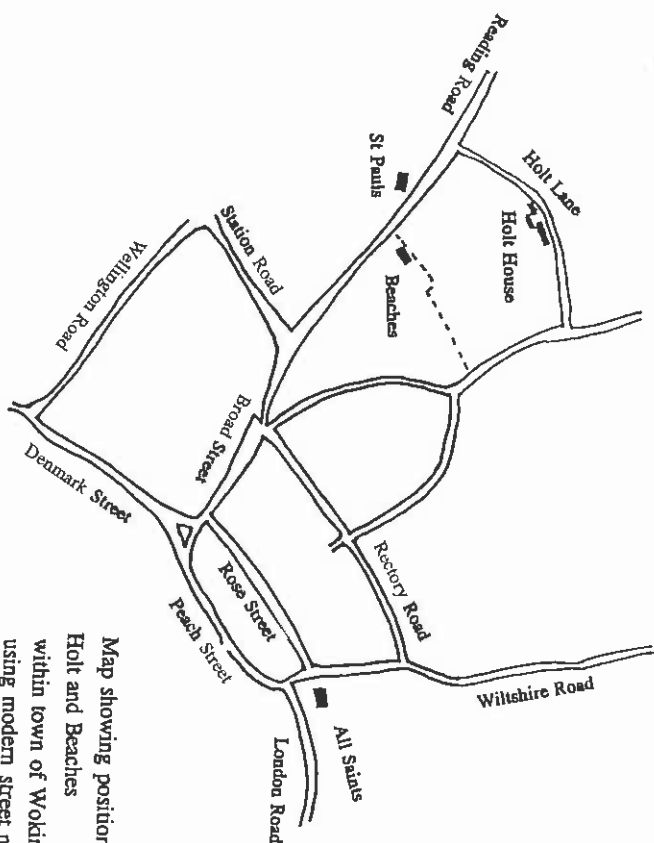 Reading Road
Holt Lane
St Pauls
Holt House
Station Road
Beaches
Wellington Road
Broad Street
Denmark Street
Rectory Road
Rose Street
Peach Street
Wiltshire Road
All Saints
London Road
Map showing position
Holt and Beaches
within town of
using modern street